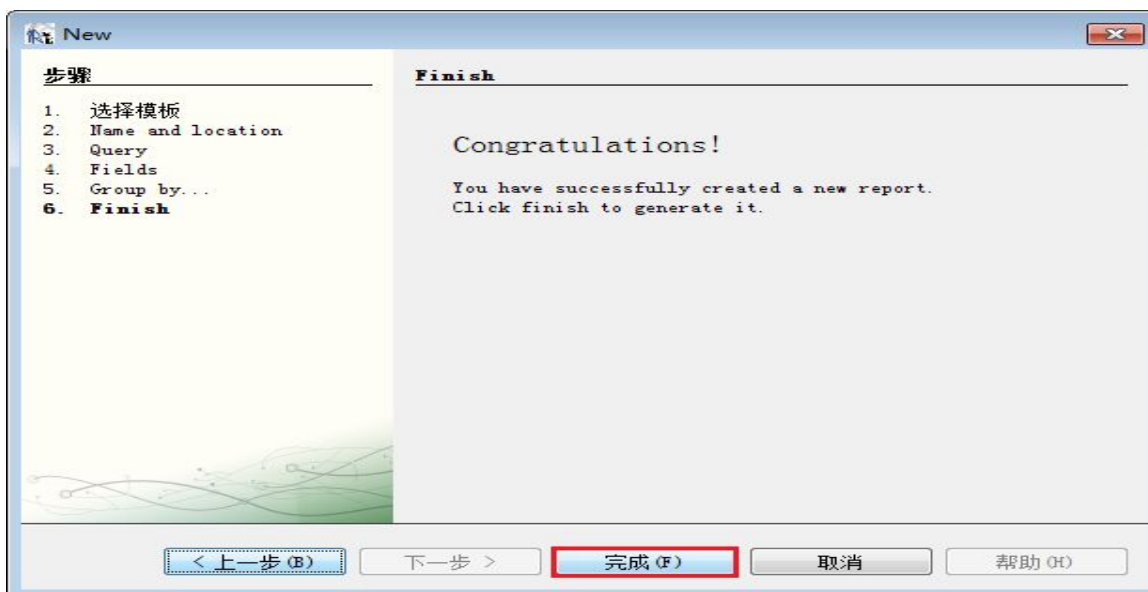 New
步骤
1. 选择模板
2. Name and location
3. Query
4. Fields
5. Group by...
6. Finish
Finish
Congratulations!
You have successfully created a new report.
Click finish to generate it.
< 上一步(B)
下一步 >
完成(F)
取消
帮助(H)